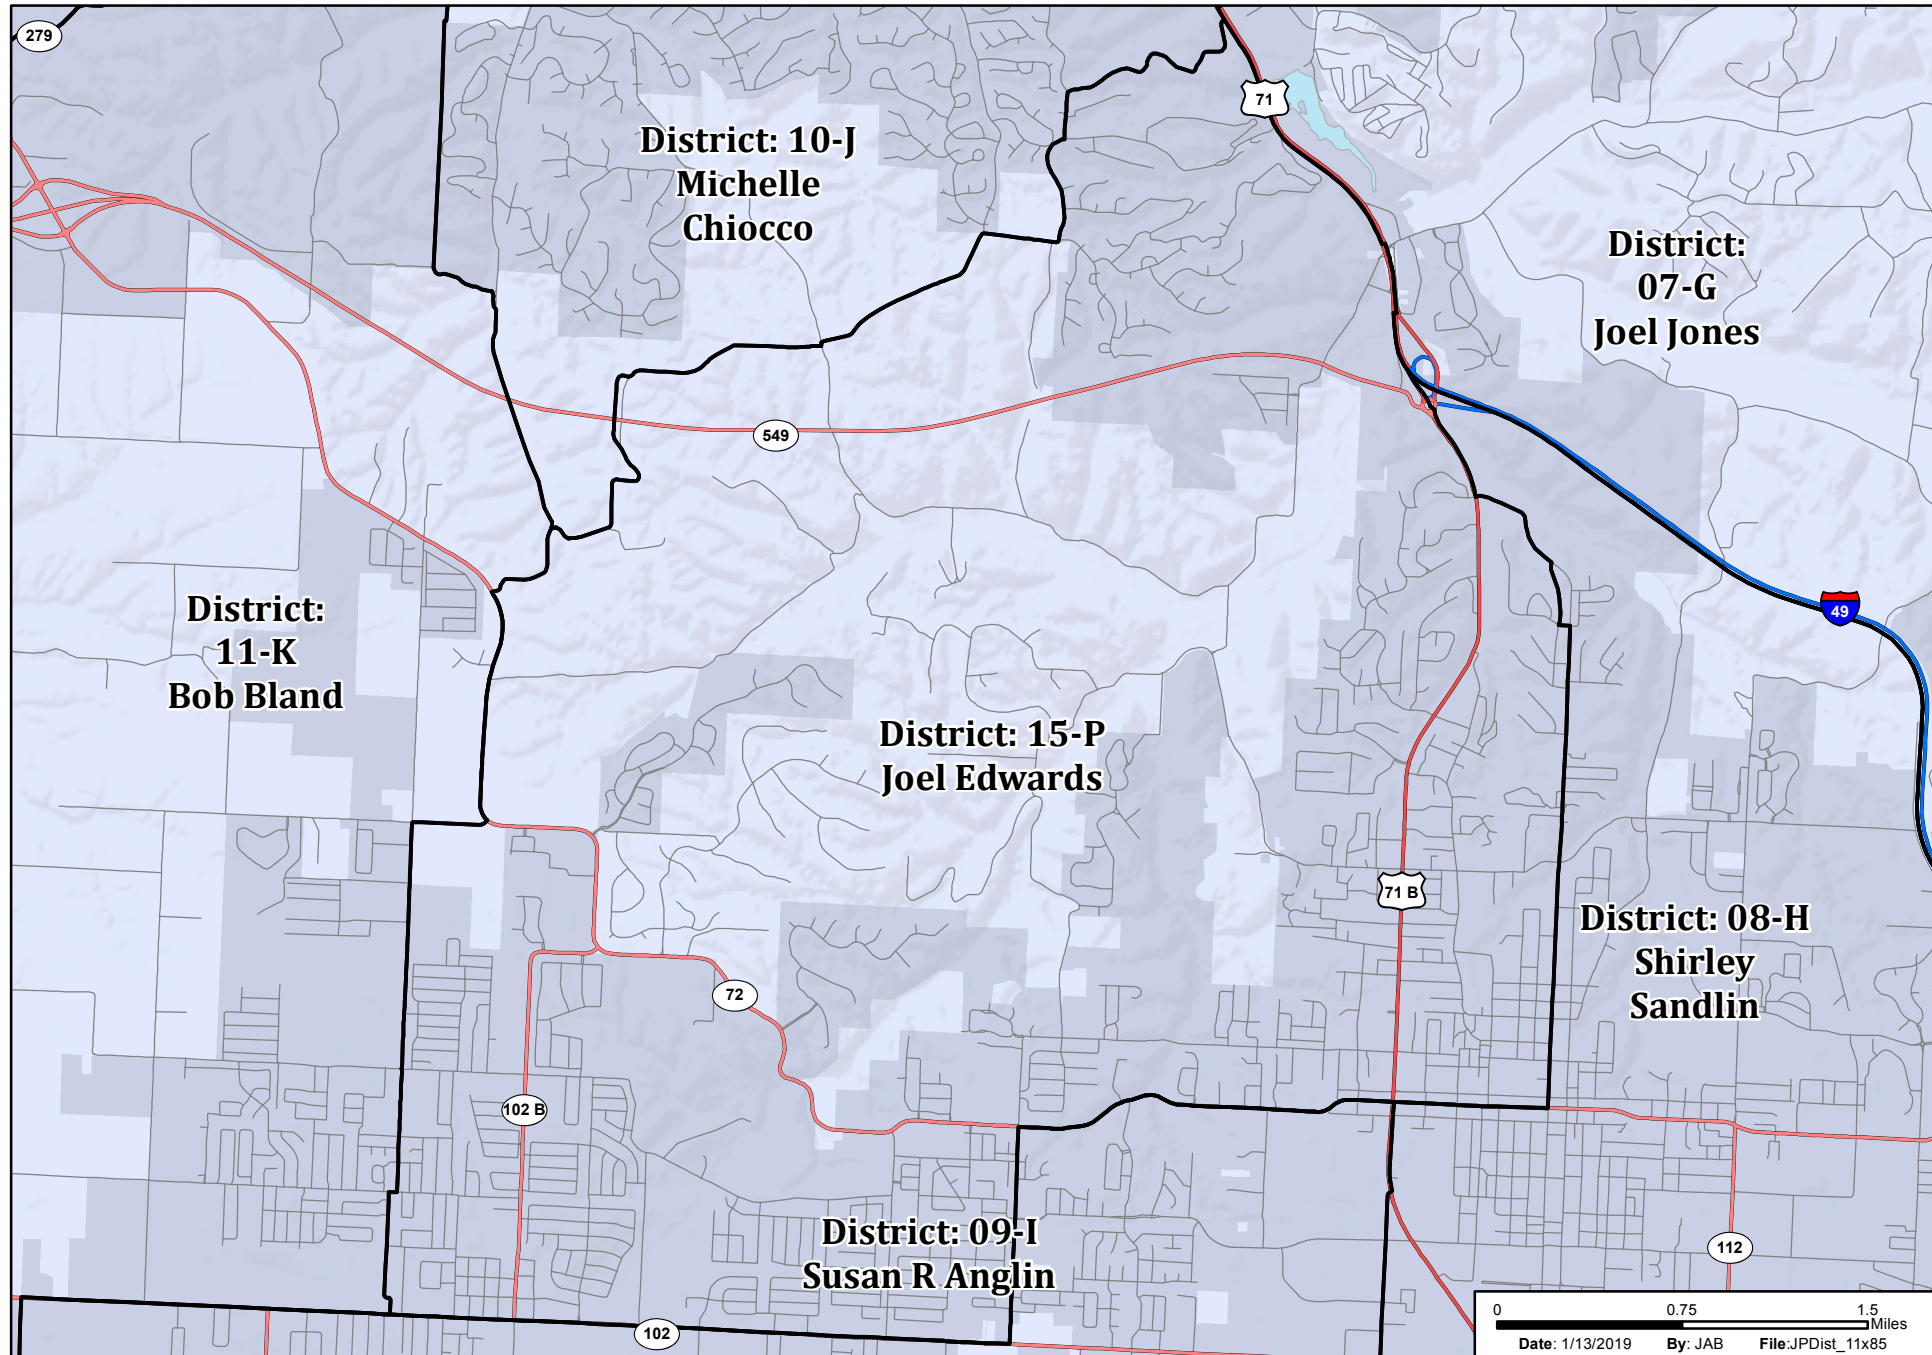 279
71
District: 10-J
Michelle
Chiocco
District:
07-G
Joel Jones
549
49
District:
11-K
Bob Bland
District: 15-P
Joel Edwards
71 B
District: 08-H
Shirley
Sandlin
72
102 B
District: 09-I
Susan R Anglin
112
102
0 0.75 1.5
Miles
Date: 1/13/2019 By: JAB File:JPDist_11x85